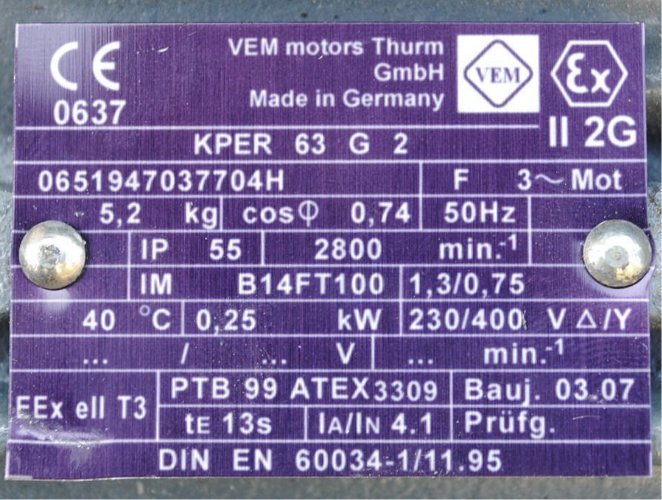 CE
0637
VEM motors Thurm
GmbH
Made in Germany
VEM
Ex
II 2G
KPER 63 G 2
0651947037704H F 3~ Mot
5,2 kg cosϕ 0,74 50Hz
IP 55 2800 min.-1
IM B14FT100 1,3/0,75
40 °C 0,25 kW 230/400 V Δ/Y
... / ... V ... min.-1
EEx eII T3
PTB 99 ATEX3309 Bauj. 03.07
tE 13s IA/IN 4.1 Prüfg.
DIN EN 60034-1/11.95